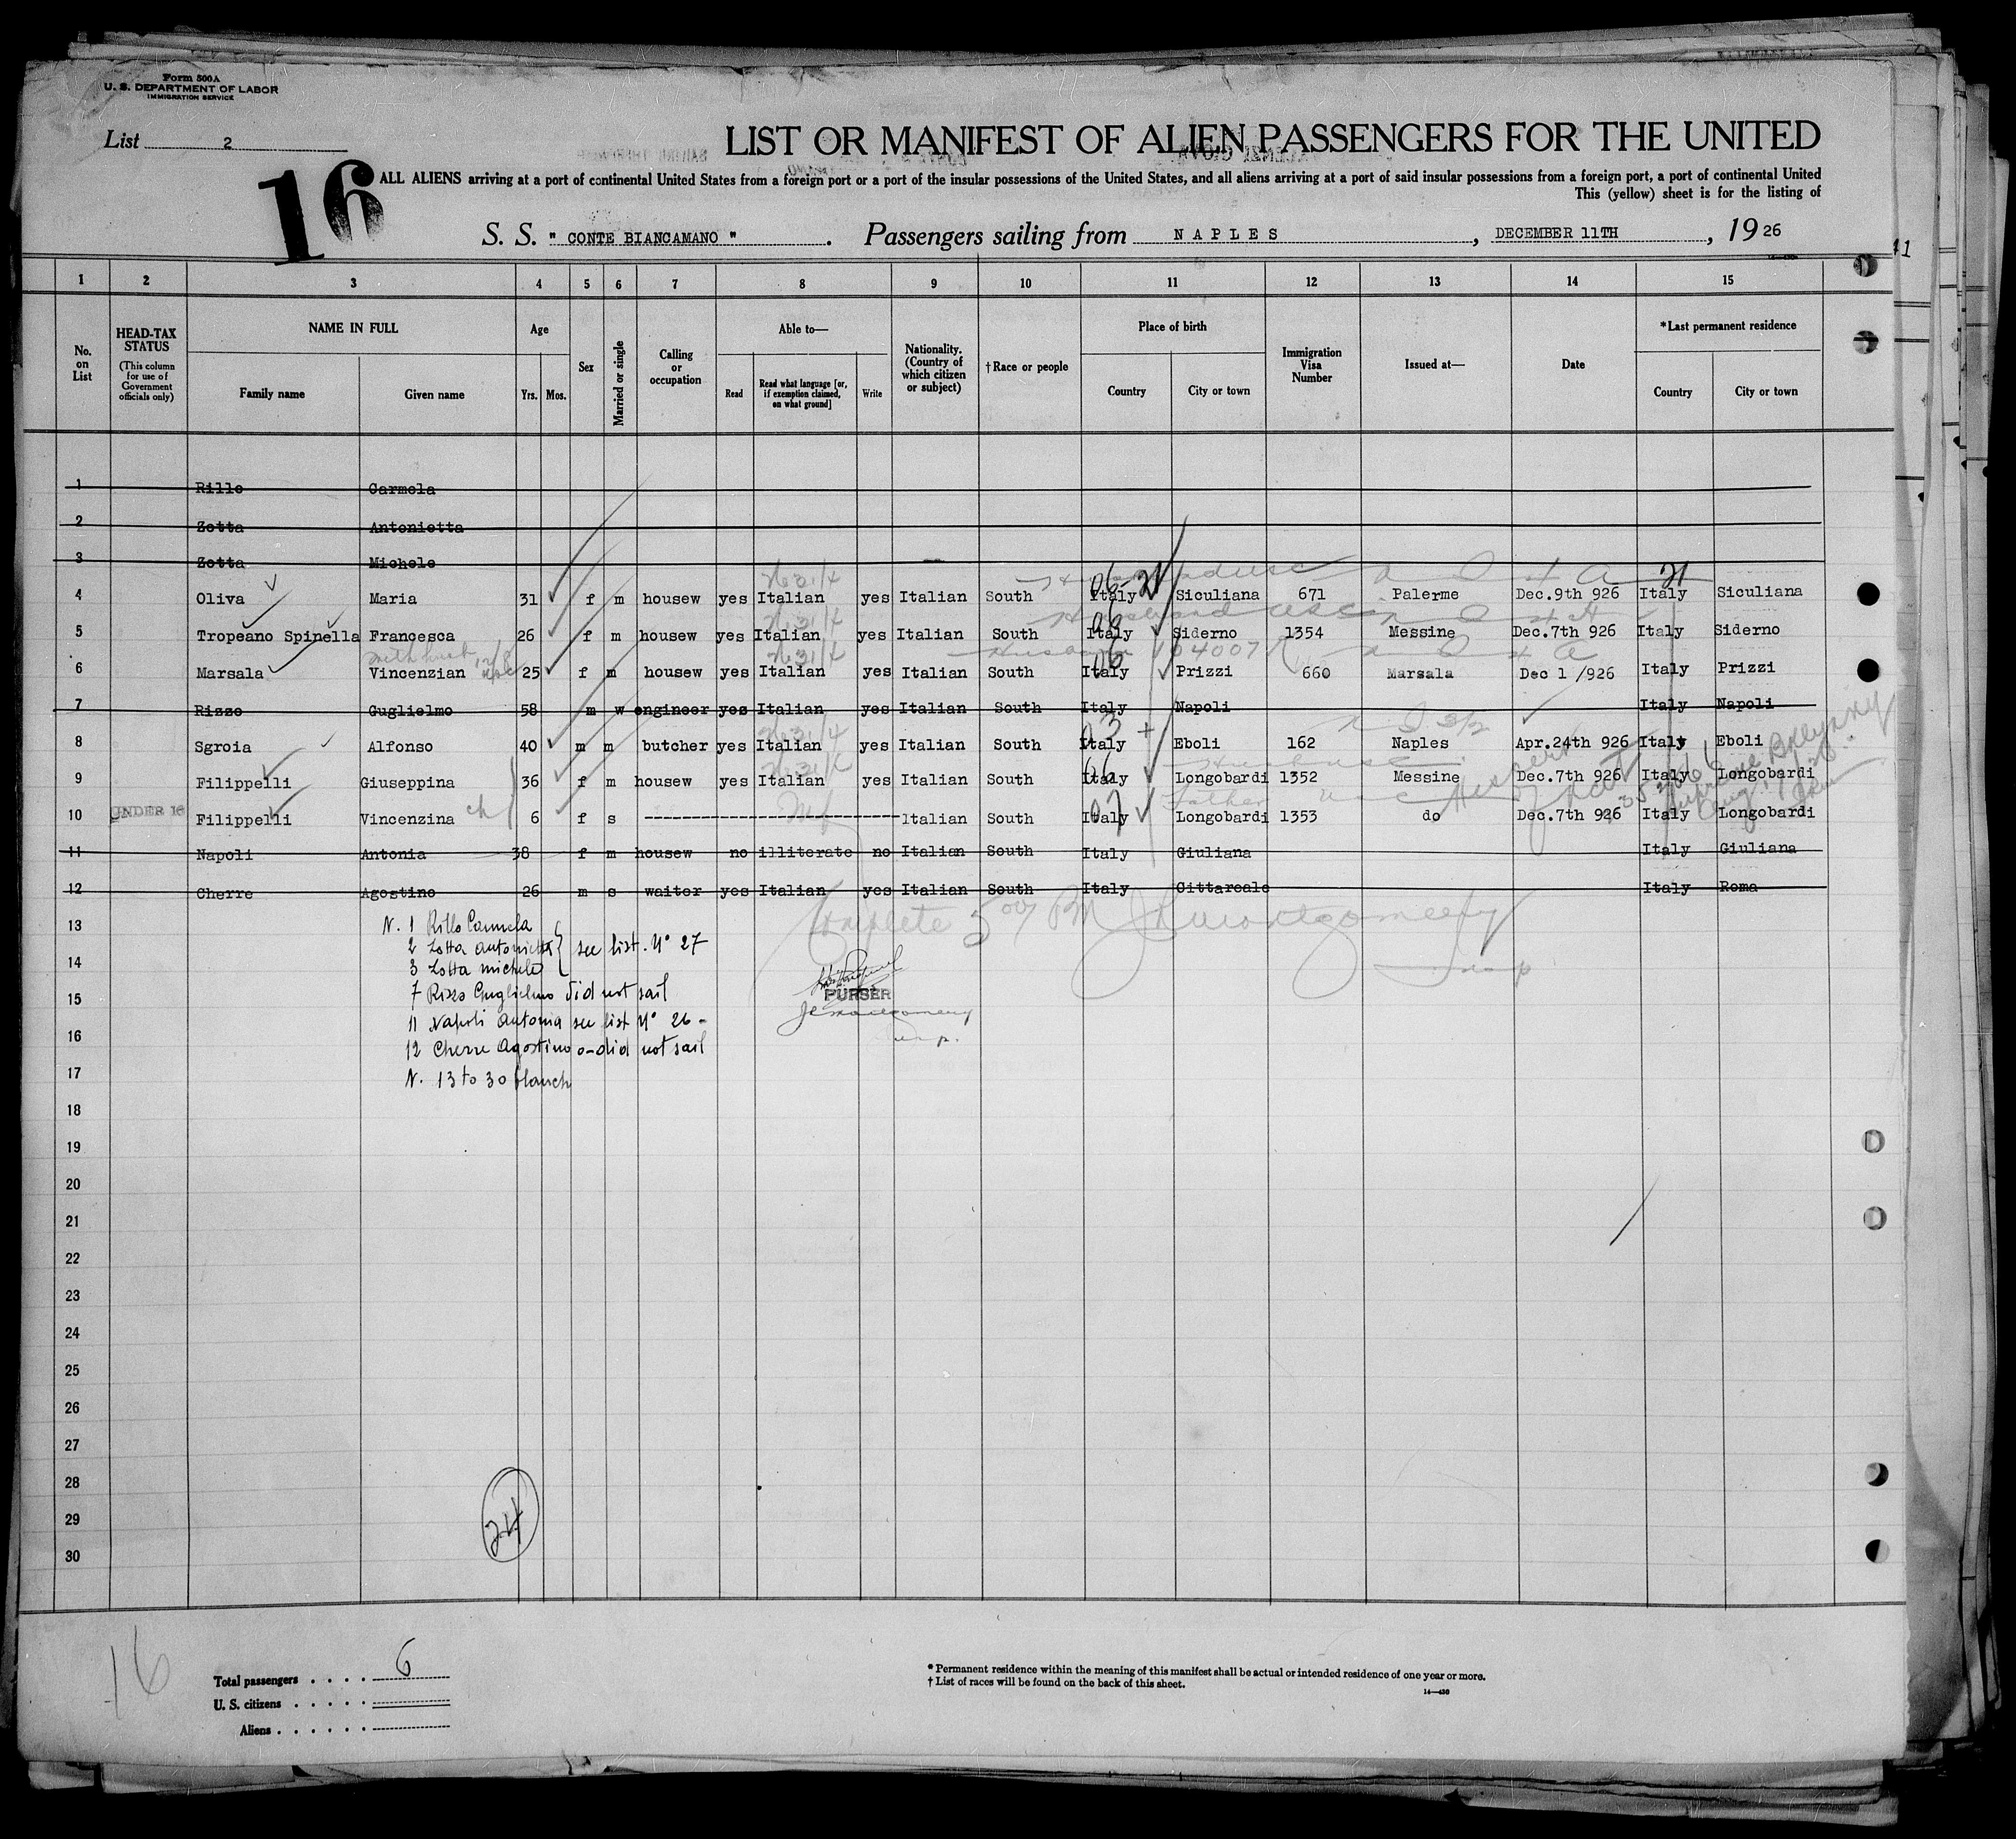 Form 500A
U. S. DEPARTMENT OF LABOR
IMMIGRATION SERVICE
List 2
LIST OR MANIFEST OF ALIEN PASSENGERS FOR THE UNITED
16
ALL ALIENS arriving at a port of continental United States from a foreign port or a port of the insular possessions of the United States, and all aliens arriving at a port of said insular possessions from a foreign port, a port of continental United
This (yellow) sheet is for the listing of
S. S. " CONTE BIANCAMANO " . Passengers sailing from NAPLES , DECEMBER 11TH , 19 26
1 2 3 4 5 6 7 8 9 10 11 12 13 14 15
No. on List
HEAD-TAX STATUS (This column for use of Government officials only)
NAME IN FULL
Family name Given name
Age
Yrs. Mos.
Sex
Married or single
Calling or occupation
Able to—
Read
Read what language [or, if exemption claimed, on what ground]
Write
Nationality. (Country of which citizen or subject)
†Race or people
Place of birth
Country City or town
Immigration Visa Number
Issued at—
Date
*Last permanent residence
Country City or town
1 Rillo Carmela
2 Zotta Antonietta
3 Zotta Michele
4 Oliva Maria 31 f m housew yes Italian yes Italian South Italy Siculiana 671 Palerme Dec.9th 926 Italy Siculiana
5 Tropeano Spinella Francesca 26 f m housew yes Italian yes Italian South Italy Siderno 1354 Messine Dec.7th 926 Italy Siderno
6 Marsala Vincenzian 25 f m housew yes Italian yes Italian South Italy Prizzi 660 Marsala Dec 1 /926 Italy Prizzi
7 Rizzo Guglielmo 58 m w engineer yes Italian yes Italian South Italy Napoli Italy Napoli
8 Sgroia Alfonso 40 m m butcher yes Italian yes Italian South Italy Eboli 162 Naples Apr.24th 926 Italy Eboli
9 Filippelli Giuseppina 36 f m housew yes Italian yes Italian South Italy Longobardi 1352 Messine Dec.7th 926 Italy Longobardi
UNDER 16
10 Filippelli Vincenzina ch 6 f s Italian South Italy Longobardi 1353 do Dec.7th 926 Italy Longobardi
11 Napoli Antonia 38 f m housew no illiterate no Italian South Italy Giuliana Italy Giuliana
12 Cherre Agostino 26 m s waiter yes Italian yes Italian South Italy Cittareale Italy Roma
13 N. 1 Rillo Carmela
2 Zotta Antonietta see list. N° 27
14 3 Zotta Michele
15 7 Rizzo Guglielmo did not sail
11 Napoli Antonia see list N° 26 -
16 12 Cherre Agostino o-did not sail
17 N. 13 to 30 blanch
Complete 5 00 PM JC Montgomery
PURSER
JC Montgomery
18
19
20
21
22
23
24
25
26
27
28
29
30
24
16
Total passengers . . . . 6
U. S. citizens . . . . .
Aliens . . . . . .
* Permanent residence within the meaning of this manifest shall be actual or intended residence of one year or more.
† List of races will be found on the back of this sheet.
14—430